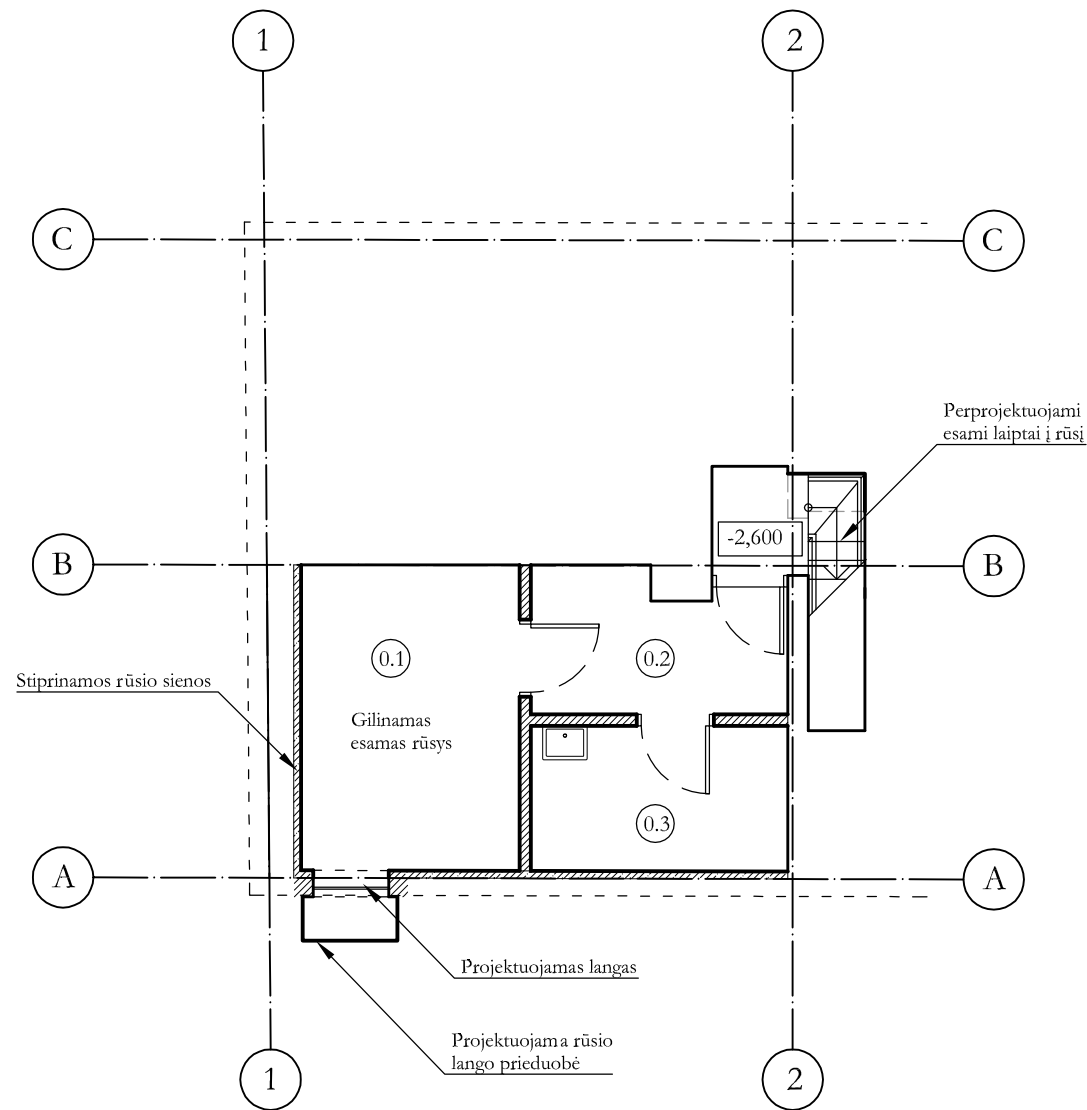 1
2
C
C
Perprojektuojami
esami laiptai į rūsį
-2,600
B
B
0.1
0.2
Stiprinamos rūsio sienos
Gilinamas
esamas rūsys
0.3
A
A
Projektuojamas langas
Projektuojama rūsio
lango prieduobė
1
2